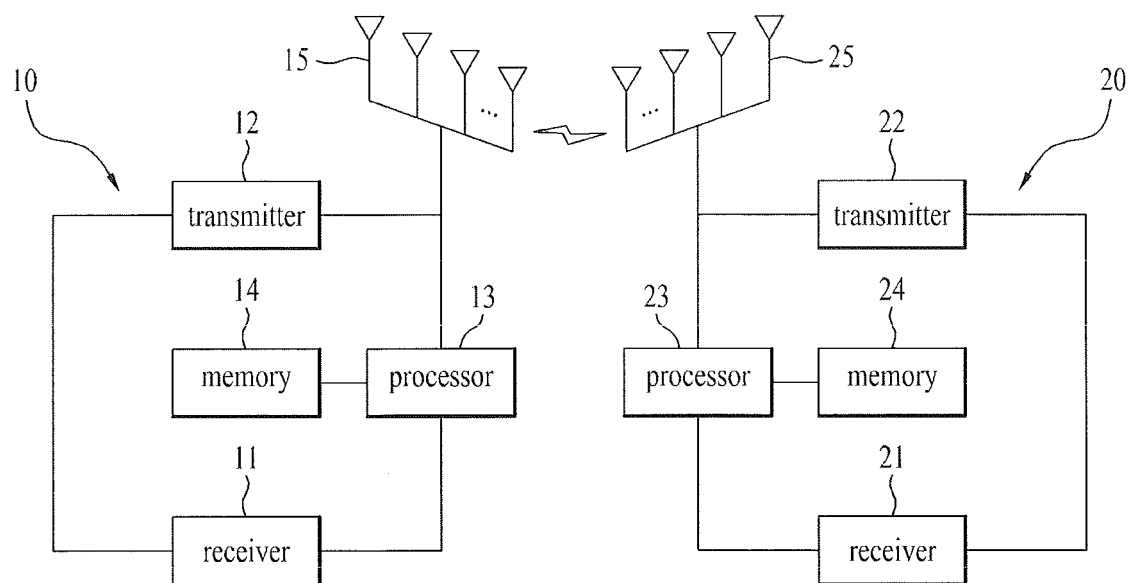 15
25
...
...
10
20
12
22
transmitter
transmitter
14
13
23
24
memory
processor
processor
memory
11
21
receiver
receiver